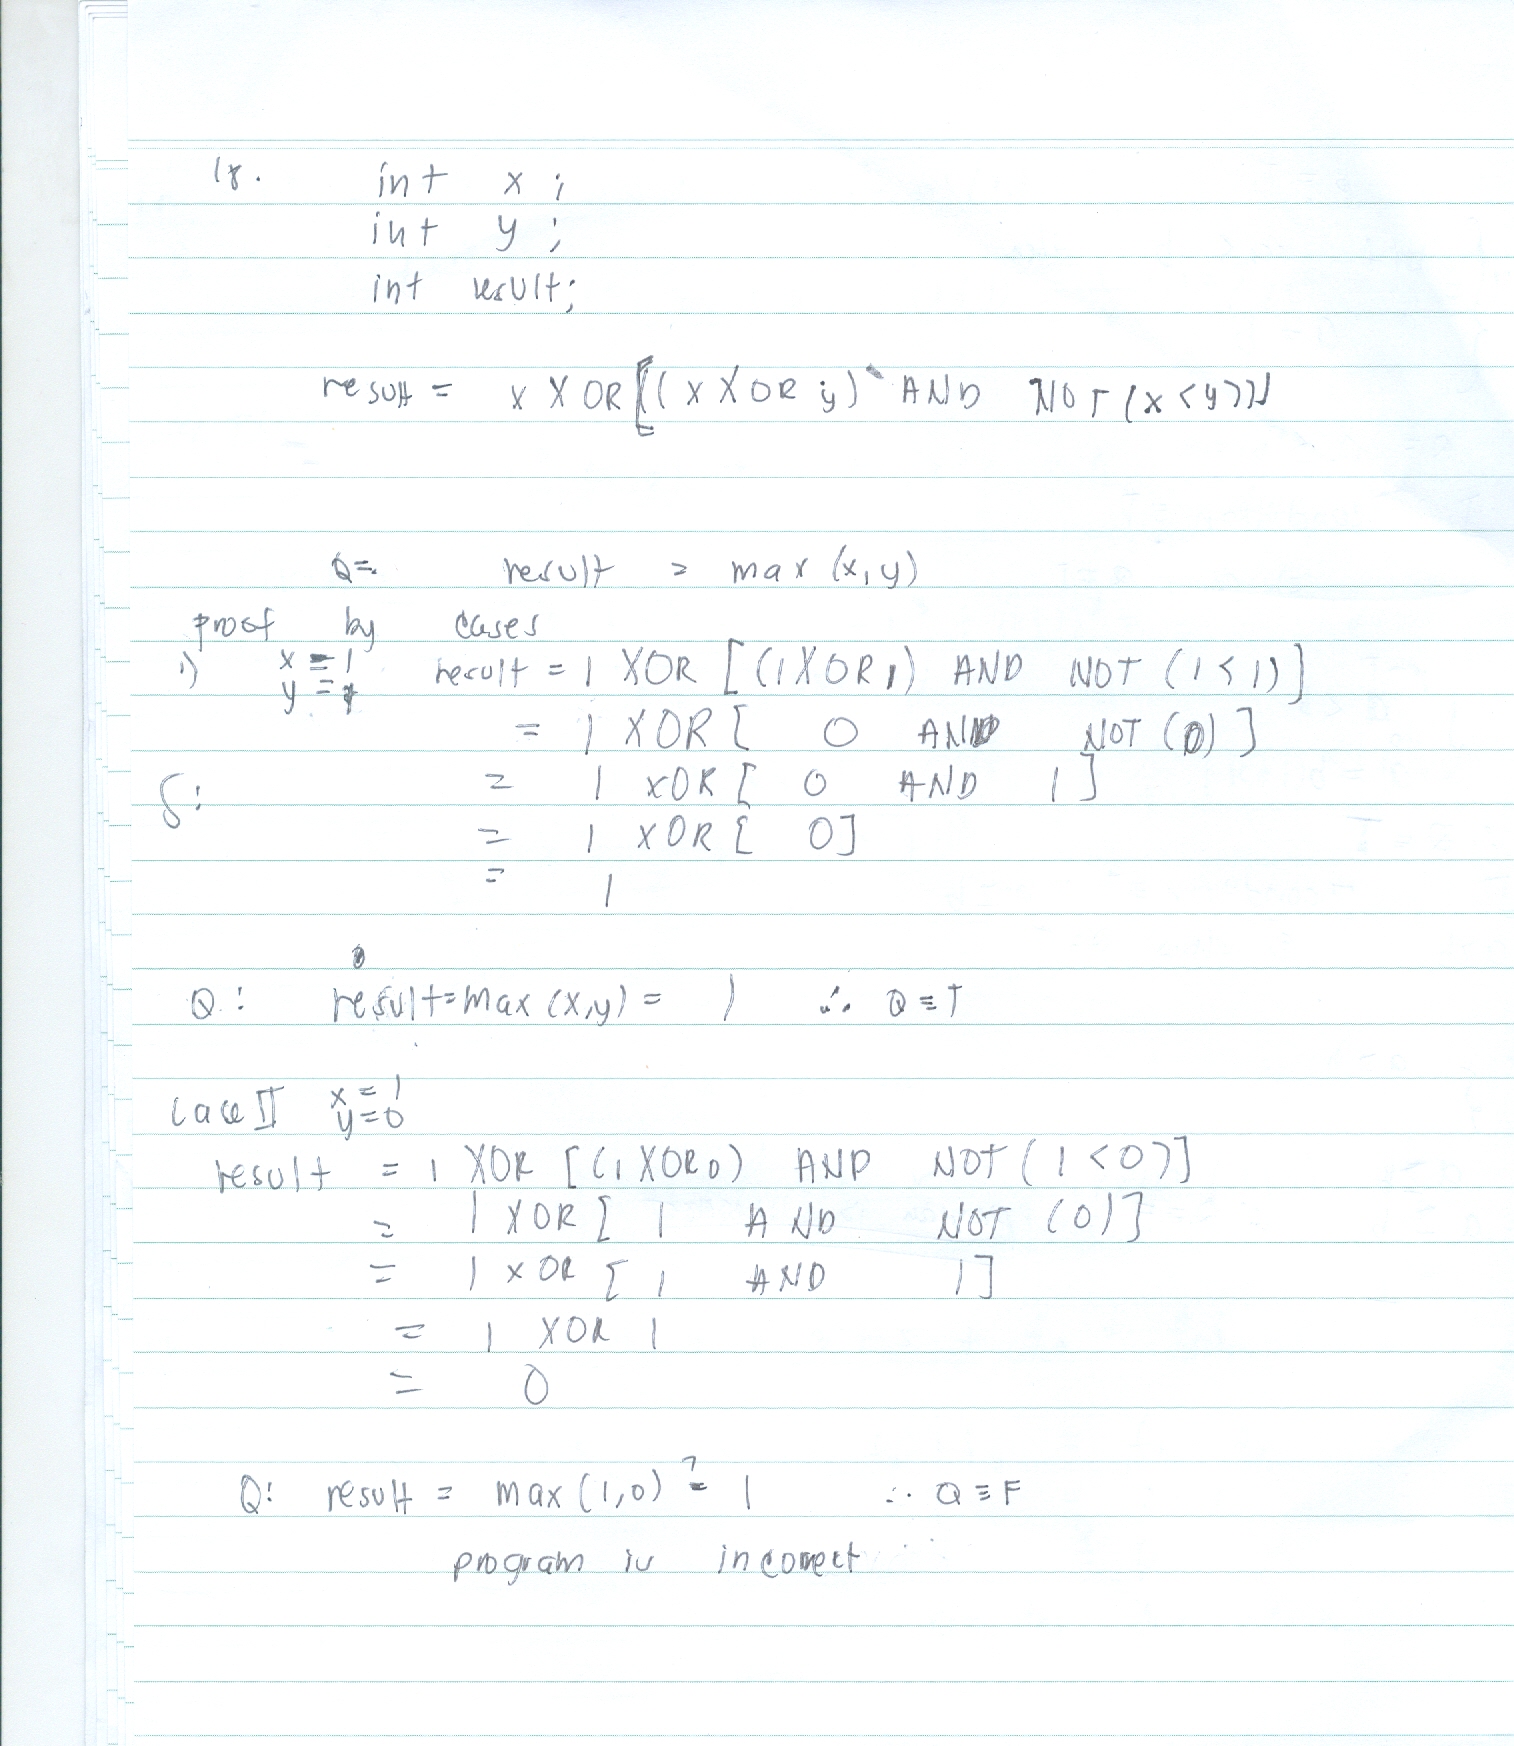 18. int x ;
int y ;
int result;
result = x XOR [(x XOR y) AND NOT (x < y)]
Q = result = max (x, y)
proof by cases
1) x = 1 result = 1 XOR [(1 XOR 1) AND NOT (1 < 1)]
y = 1
= 1 XOR [ 0 AND NOT (0) ]
S: = 1 XOR [ 0 AND 1 ]
= 1 XOR [ 0]
= 1
Q: result = max (x,y) = 1 ∴ Q ≡ T
Case II x = 1
y = 0
result = 1 XOR [(1 XOR 0) AND NOT ( 1 < 0)]
= 1 XOR [ 1 AND NOT (0)]
= 1 XOR [ 1 AND 1]
= 1 XOR 1
= 0
Q: result = max (1,0) ?= 1 ∴ Q ≡ F
program is incorrect